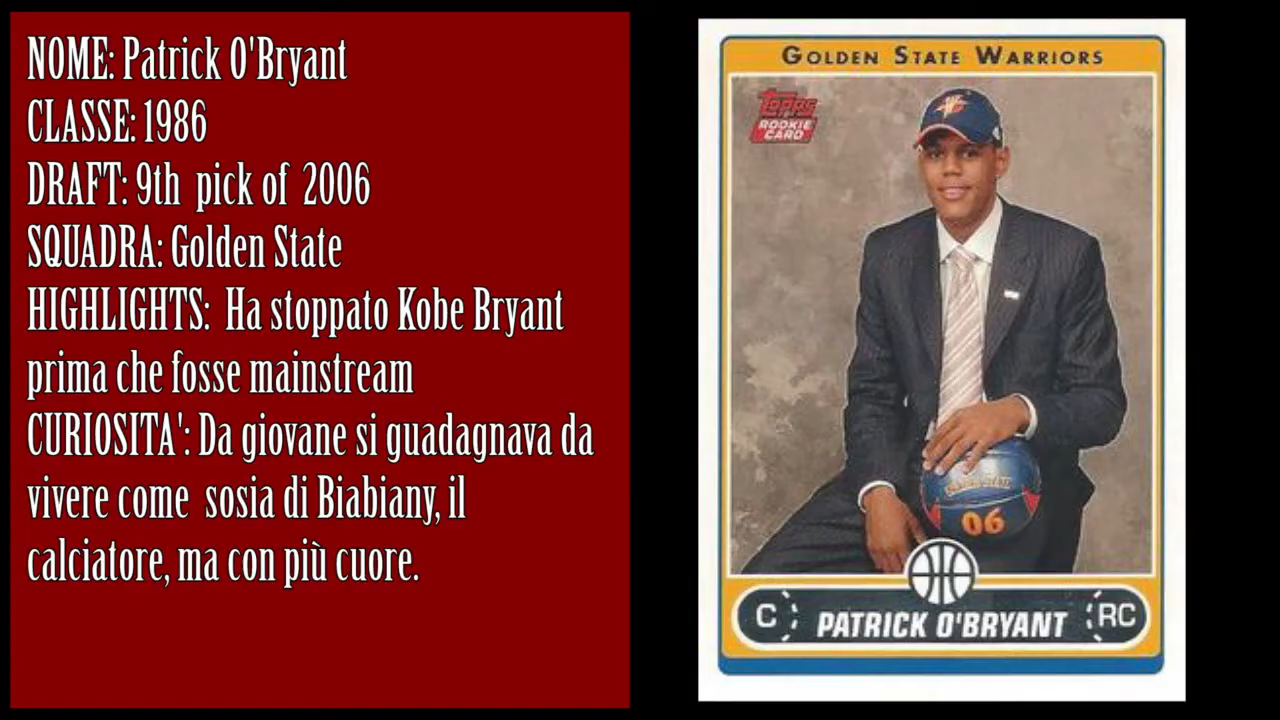 NOME: Patrick O'Bryant
CLASSE: 1986
DRAFT: 9th pick of 2006
SQUADRA: Golden State
HIGHLIGHTS: Ha stoppato Kobe Bryant
prima che fosse mainstream
CURIOSITA': Da giovane si guadagnava da
vivere come sosia di Biabiany, il
calciatore, ma con più cuore.
GOLDEN STATE WARRIORS
Topps
ROOKIE
CARD
06
C
PATRICK O'BRYANT
RC